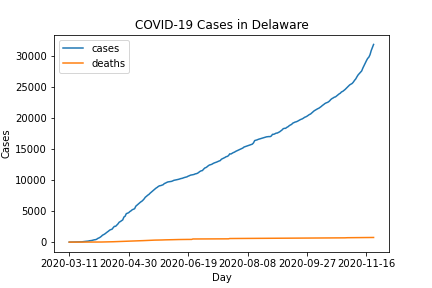 COVID-19 Cases in Delaware
cases
deaths
30000
25000
20000
15000
10000
5000
0
Cases
2020-03-11 2020-04-30 2020-06-19 2020-08-08 2020-09-27 2020-11-16
Day